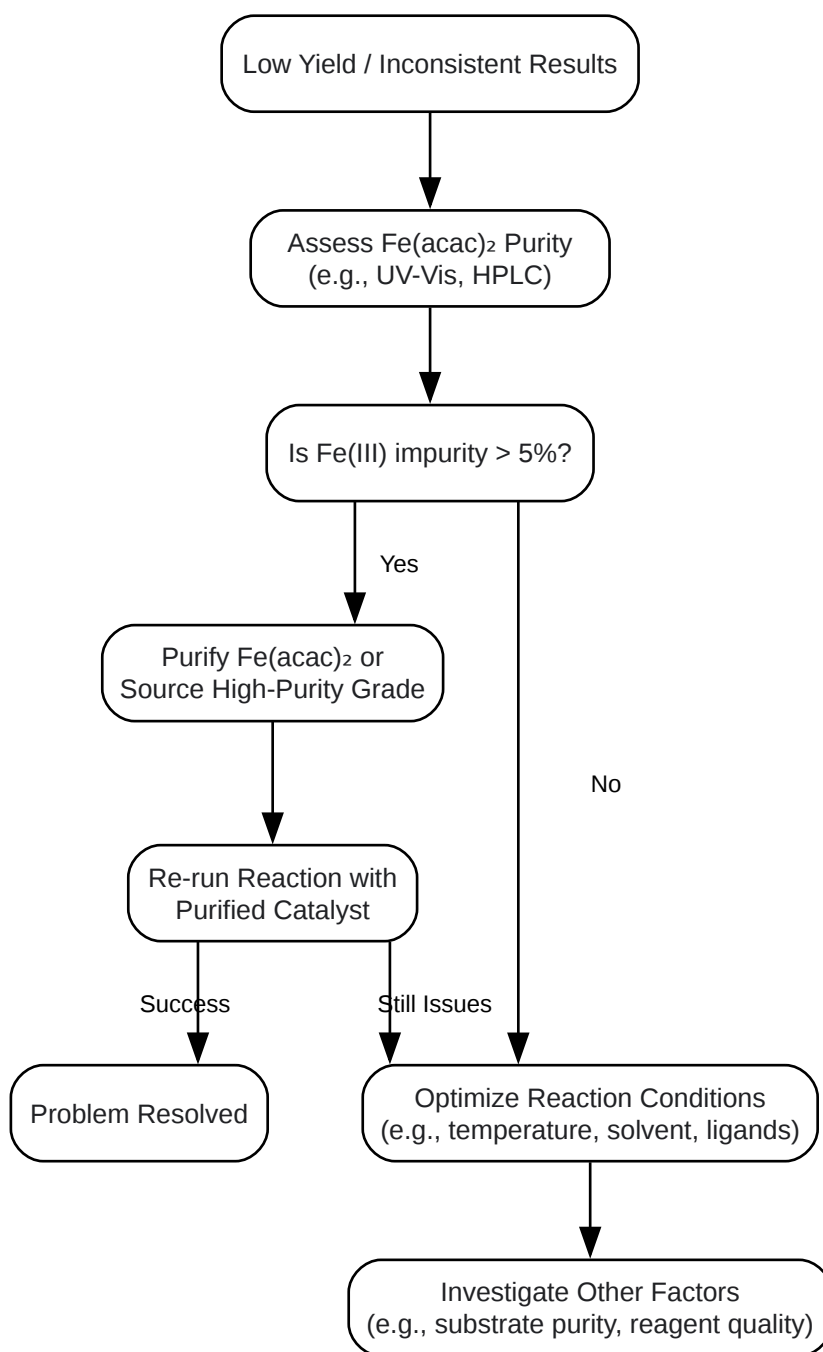 Low Yield / Inconsistent Results
Assess Fe(acac)₂ Purity
(e.g., UV-Vis, HPLC)
Is Fe(III) impurity > 5%?
Yes
Purify Fe(acac)₂ or
Source High-Purity Grade
No
Re-run Reaction with
Purified Catalyst
Success
Still Issues
Problem Resolved
Optimize Reaction Conditions
(e.g., temperature, solvent, ligands)
Investigate Other Factors
(e.g., substrate purity, reagent quality)